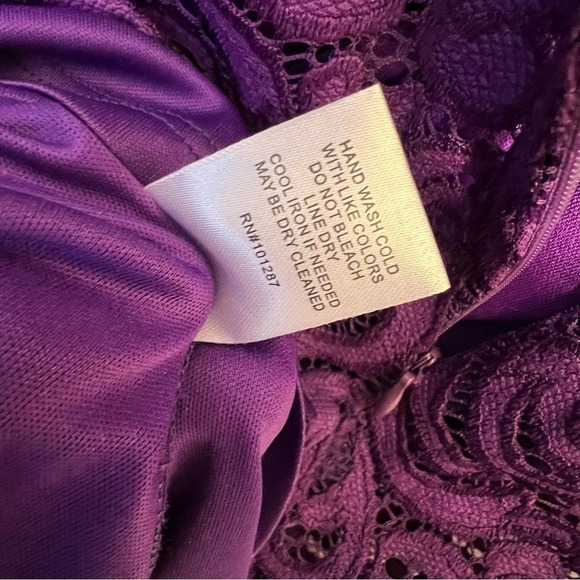 HAND WASH COLD
WITH LIKE COLORS
DO NOT BLEACH
LINE DRY
COOL IRON IF NEEDED
MAY BE DRY CLEANED
RN#101287